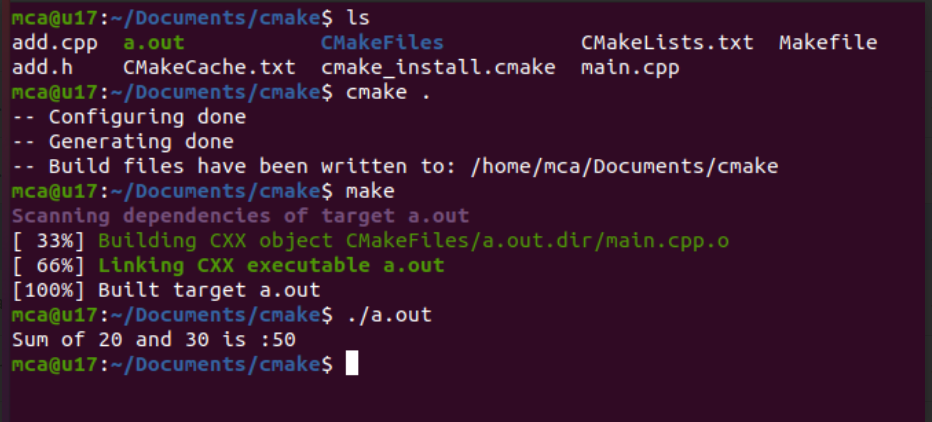 mca@u17:~/Documents/cmake$ ls
add.cpp  a.out            CMakeFiles           CMakeLists.txt  Makefile
add.h    CMakeCache.txt  cmake_install.cmake  main.cpp
mca@u17:~/Documents/cmake$ cmake .
-- Configuring done
-- Generating done
-- Build files have been written to: /home/mca/Documents/cmake
mca@u17:~/Documents/cmake$ make
Scanning dependencies of target a.out
[ 33%] Building CXX object CMakeFiles/a.out.dir/main.cpp.o
[ 66%] Linking CXX executable a.out
[100%] Built target a.out
mca@u17:~/Documents/cmake$ ./a.out
Sum of 20 and 30 is :50
mca@u17:~/Documents/cmake$